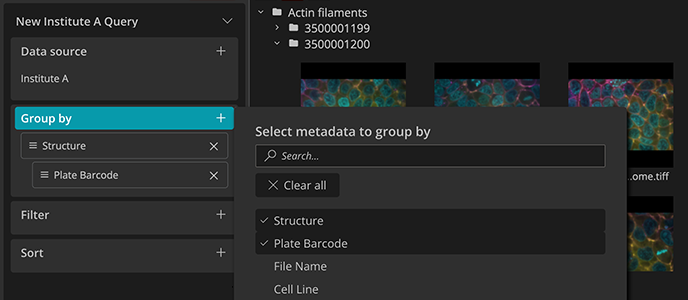 New Institute A Query
Data source
Institute A
Group by
Structure
Plate Barcode
Filter
Sort
Actin filaments
3500001199
3500001200
...ome.tiff
Select metadata to group by
Search...
Clear all
Structure
Plate Barcode
File Name
Cell Line